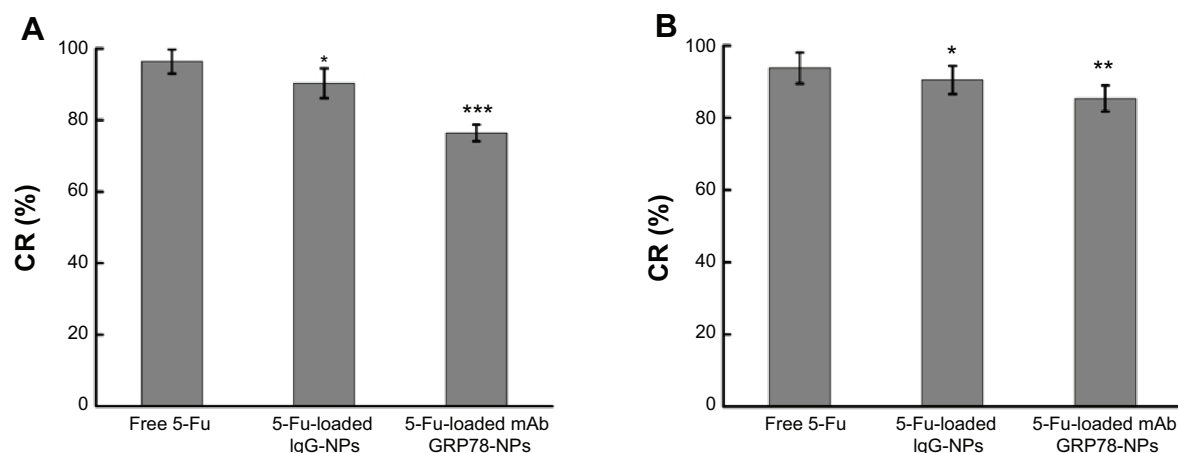 A
100
80
60
40
20
0
CR (%)
*
***
Free 5-Fu
5-Fu-loaded
IgG-NPs
5-Fu-loaded mAb
GRP78-NPs
B
100
80
60
40
20
0
CR (%)
*
**
Free 5-Fu
5-Fu-loaded
IgG-NPs
5-Fu-loaded mAb
GRP78-NPs